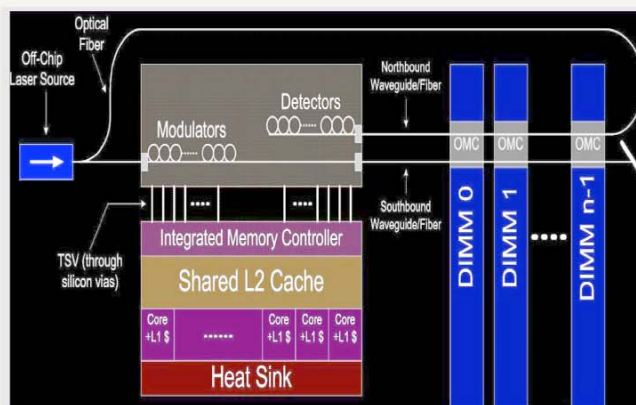 Optical
Fiber
Off-Chip
Laser Source
Modulators
Detectors
Northbound
Waveguide/Fiber
OMC
OMC
OMC
Southbound
Waveguide/Fiber
TSV (through
silicon vias)
Integrated Memory Controller
Shared L2 Cache
Core
+L1 $
Core
+L1 $
Core
+L1 $
Core
+L1 $
Heat Sink
DIMM 0
DIMM 1
DIMM n-1